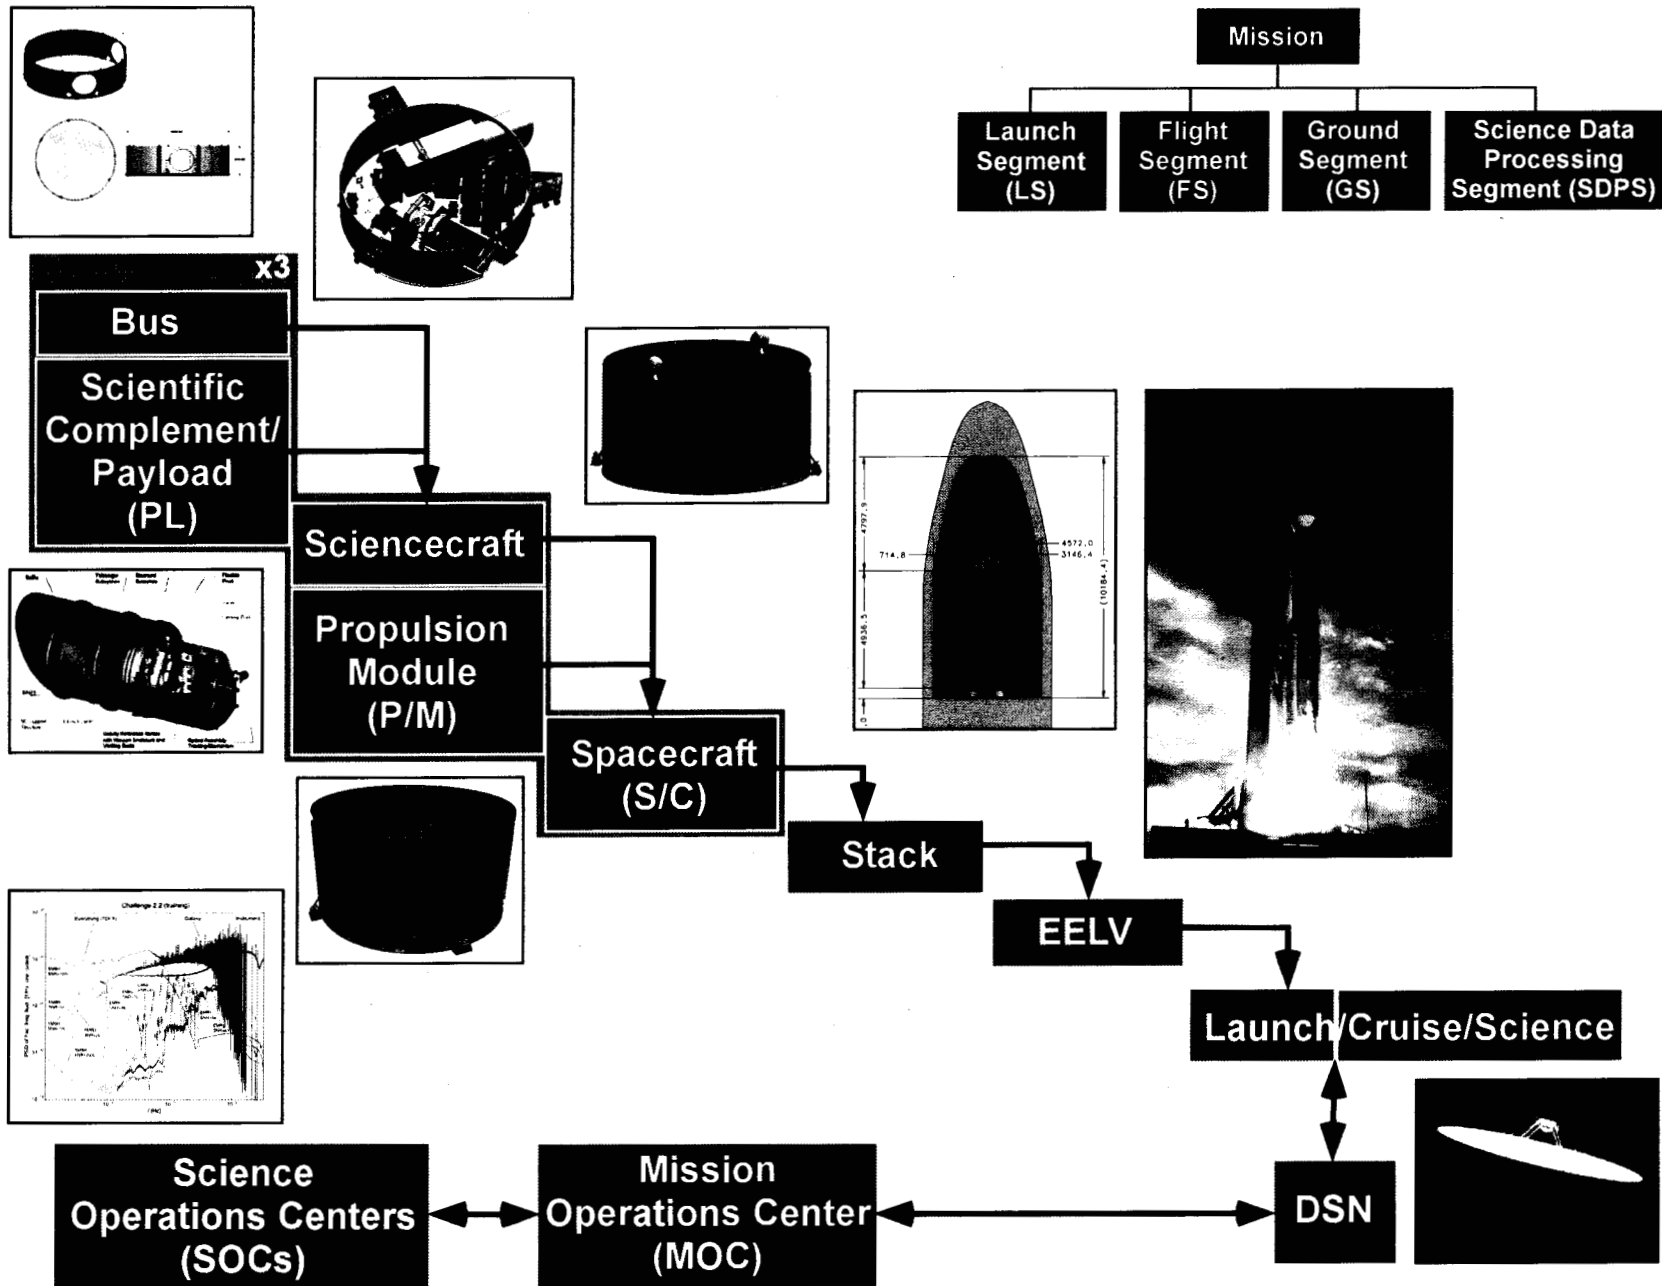 Mission
Launch
Segment
(LS)
Flight
Segment
(FS)
Ground
Segment
(GS)
Science Data
Processing
Segment (SDPS)
x3
Bus
Scientific
Complement/
Payload
(PL)
Sciencecraft
Propulsion
Module
(P/M)
Spacecraft
(S/C)
Stack
EELV
Launch/Cruise/Science
DSN
Mission
Operations Center
(MOC)
Science
Operations Centers
(SOCs)
4797.9
714.8
4572.0
3146.4
(10184.4)
4936.5
Challenge 2.2 (training)
Galaxy
Instrument